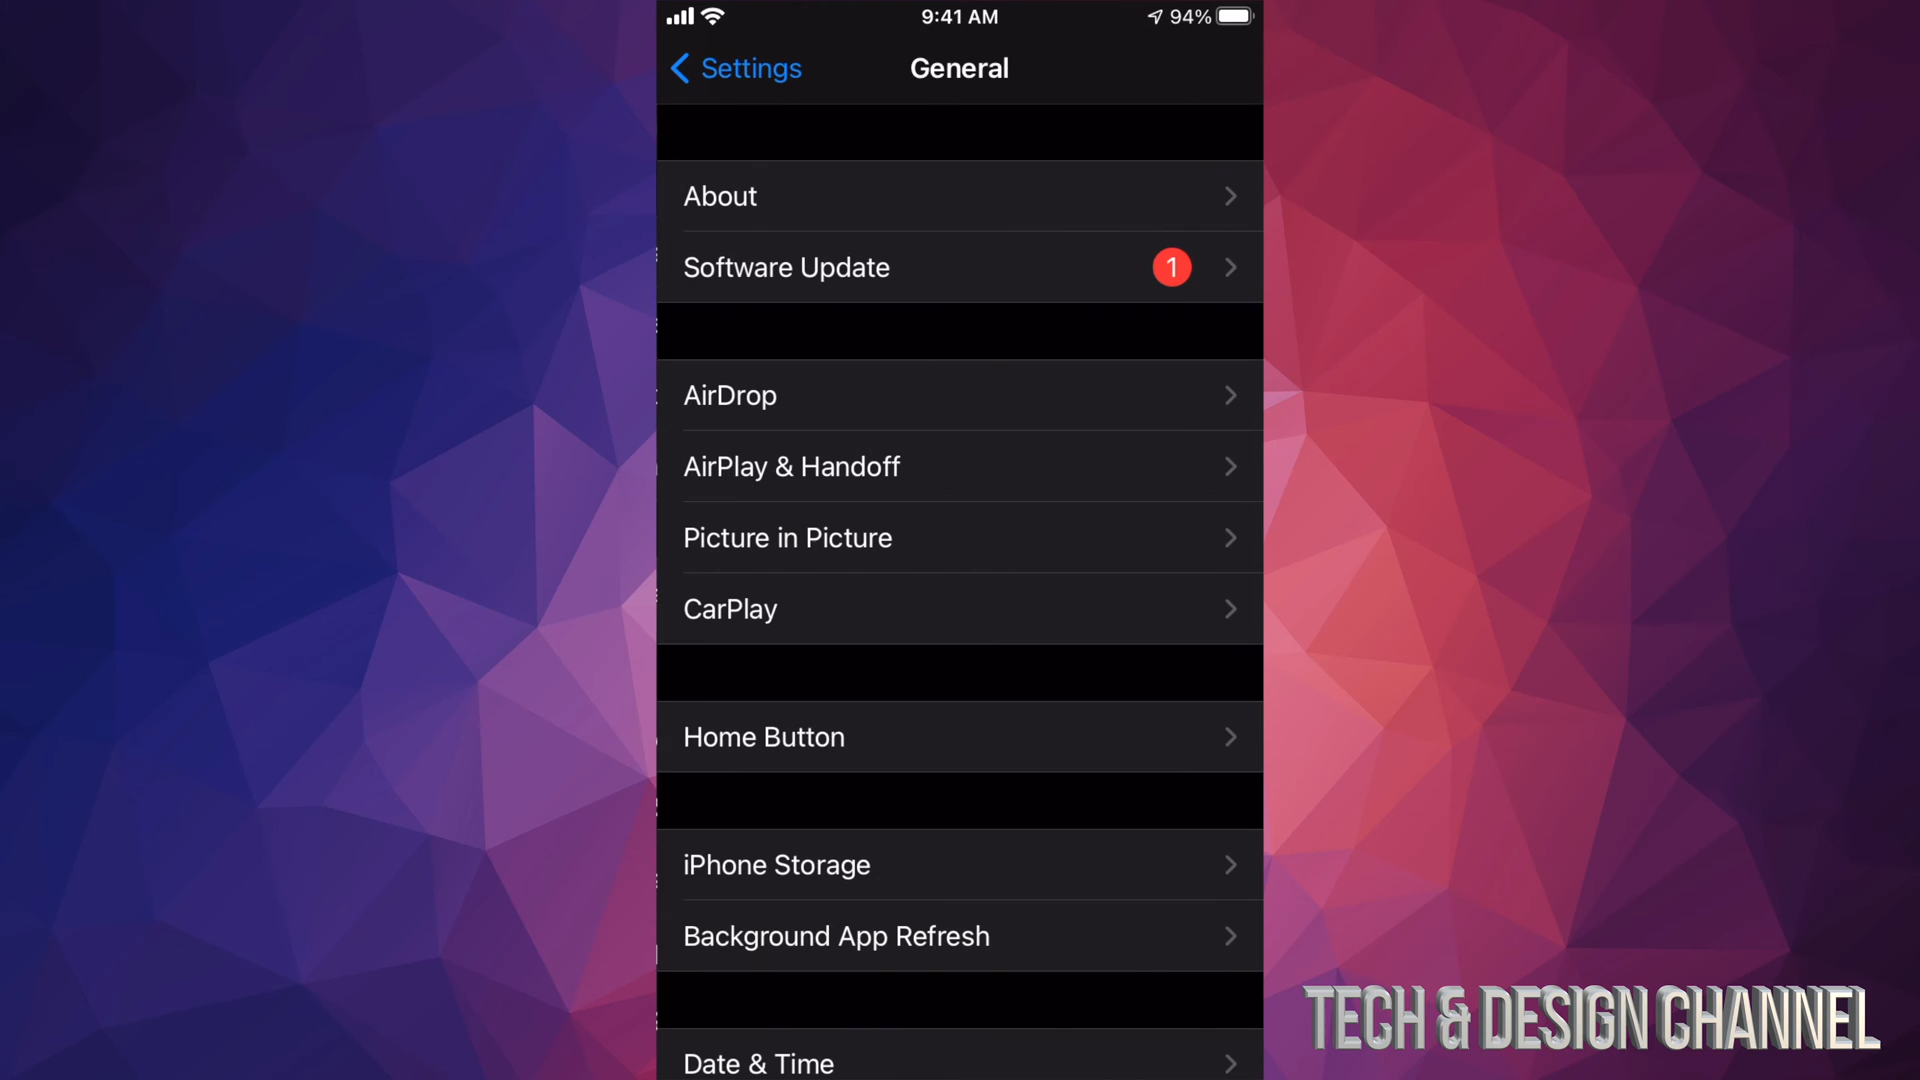 9:41 AM 94%
Settings General
About
Software Update 1
AirDrop
AirPlay & Handoff
Picture in Picture
CarPlay
Home Button
iPhone Storage
Background App Refresh
Date & Time
TECH & DESIGN CHANNEL